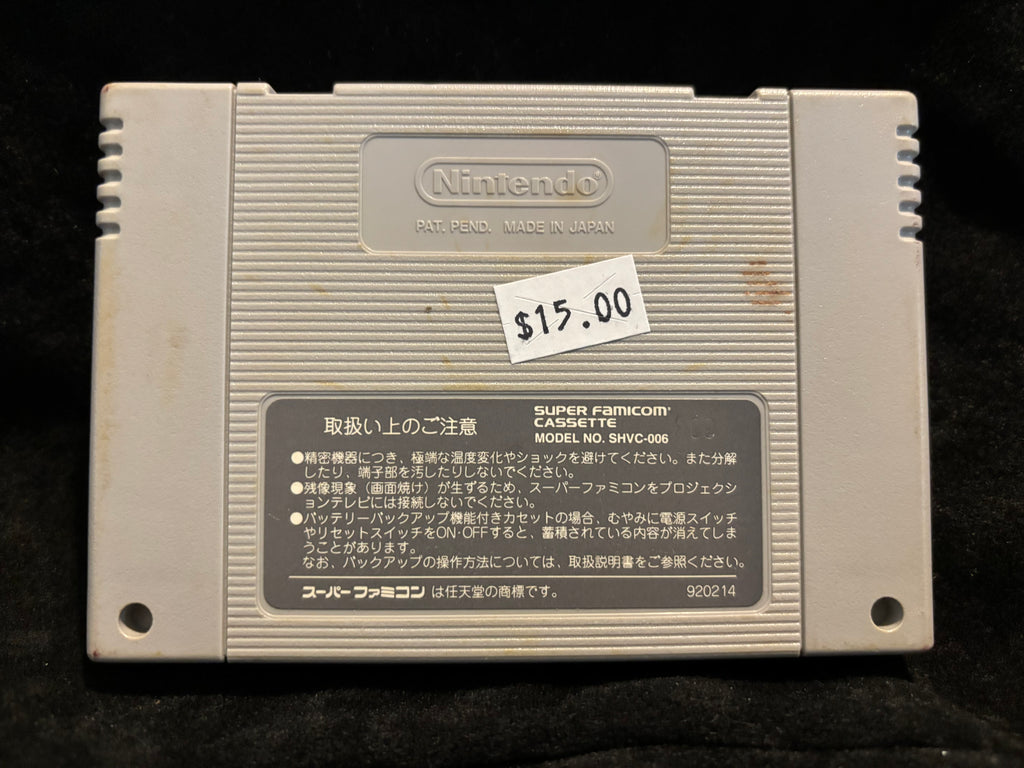 Nintendo®
PAT. PEND. MADE IN JAPAN
$15.00
取扱い上のご注意
SUPER FAMICOM®
CASSETTE
MODEL NO. SHVC-006
●精密機器につき、極端な温度変化やショックを避けてください。また分解
したり、端子部を汚したりしないでください。
●残像現象(画面焼け)が生ずるため、スーパーファミコンをプロジェクシ
ョンテレビには接続しないでください。
●バッテリーバックアップ機能付きカセットの場合、むやみに電源スイッチ
やリセットスイッチをON·OFFすると、蓄積されている内容が消えてしま
うことがあります。
なお、バックアップの操作方法については、取扱説明書をご参照ください。
スーパーファミコン は任天堂の商標です。 920214